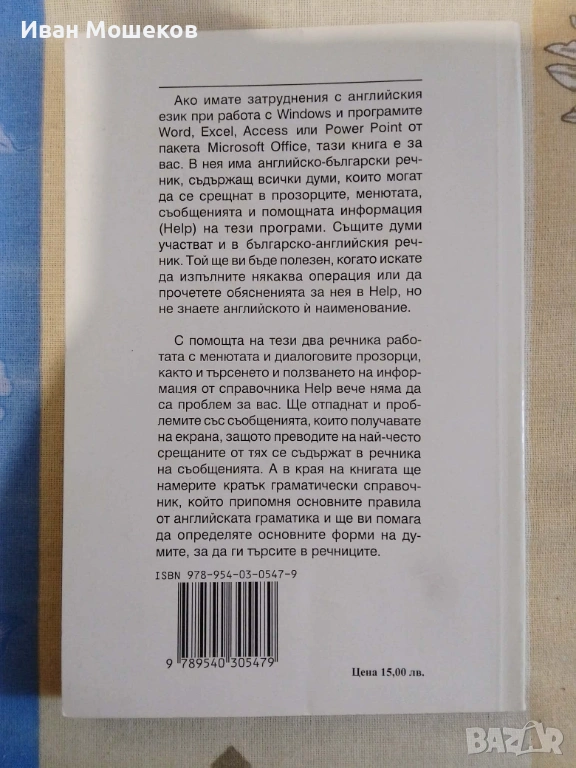 Иван Мошеков
Ако имате затруднения с английския
език при работа с Windows и програмите
Word, Excel, Access или Power Point от
пакета Microsoft Office, тази книга е за
вас. В нея има английско-български реч-
ник, съдържащ всички думи, които могат
да се срещнат в прозорците, менютата,
съобщенията и помощната информация
(Help) на тези програми. Същите думи
участват и в българско-английския реч-
ник. Той ще ви бъде полезен, когато искате
да изпълните някаква операция или да
прочетете обясненията за нея в Help, но
не знаете английското ѝ наименование.
С помощта на тези два речника рабо-
тата с менютата и диалоговите прозорци,
както и търсенето и ползването на инфор-
мация от справочника Help вече няма да
са проблем за вас. Ще отпаднат и проб-
лемите със съобщенията, които получавате
на екрана, защото преводите на най-често
срещаните от тях се съдържат в речника
на съобщенията. А в края на книгата ще
намерите кратък граматически справоч-
ник, който припомня основните правила
от английската граматика и ще ви помага
да определяте основните форми на ду-
мите, за да ги търсите в речниците.
ISBN 978-954-03-0547-9
9 789540 305479
Цена 15,00 лв.
BAZAR